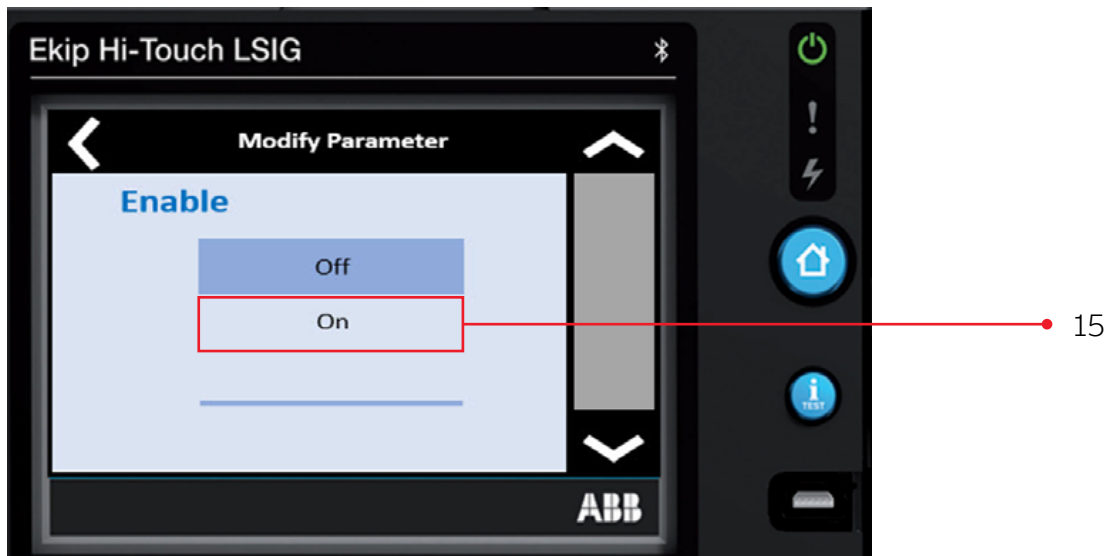 Ekip Hi-Touch LSIG
Modify Parameter
Enable
Off
On
15
i
TEST
ABB